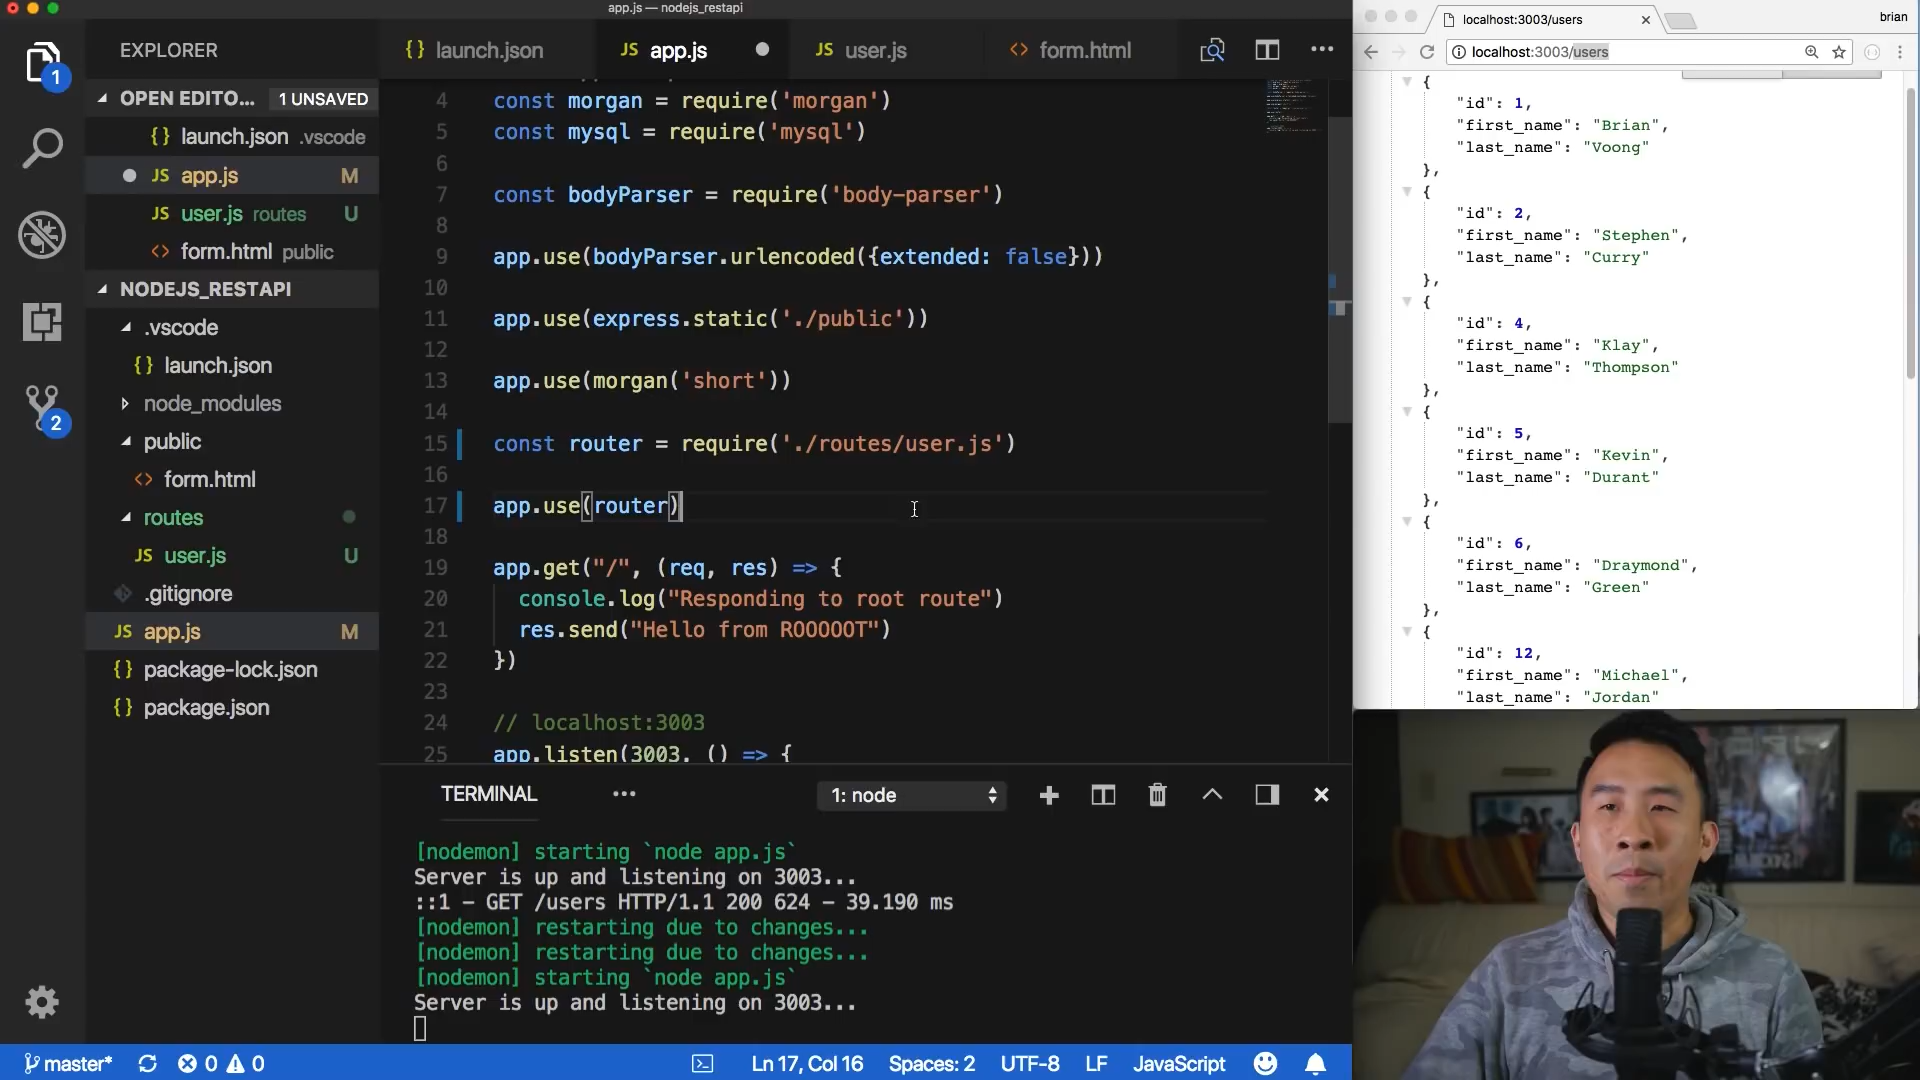 app.js — nodejs_restapi
EXPLORER
OPEN EDITO... 1 UNSAVED
{} launch.json .vscode
JS app.js M
JS user.js routes U
<> form.html public
NODEJS_RESTAPI
.vscode
{} launch.json
node_modules
public
<> form.html
routes
JS user.js U
.gitignore
JS app.js M
{} package-lock.json
{} package.json
1
2
{} launch.json JS app.js JS user.js <> form.html
4 const morgan = require('morgan')
5 const mysql = require('mysql')
6
7 const bodyParser = require('body-parser')
8
9 app.use(bodyParser.urlencoded({extended: false}))
10
11 app.use(express.static('./public'))
12
13 app.use(morgan('short'))
14
15 const router = require('./routes/user.js')
16
17 app.use(router)
18
19 app.get("/", (req, res) => {
20 console.log("Responding to root route")
21 res.send("Hello from ROOOOOT")
22 })
23
24 // localhost:3003
25 app.listen(3003, () => {
TERMINAL ... 1: node
[nodemon] starting `node app.js`
Server is up and listening on 3003...
::1 - GET /users HTTP/1.1 200 624 - 39.190 ms
[nodemon] restarting due to changes...
[nodemon] restarting due to changes...
[nodemon] starting `node app.js`
Server is up and listening on 3003...
master* 0 0 Ln 17, Col 16 Spaces: 2 UTF-8 LF JavaScript
localhost:3003/users brian
localhost:3003/users
{
"id": 1,
"first_name": "Brian",
"last_name": "Voong"
},
{
"id": 2,
"first_name": "Stephen",
"last_name": "Curry"
},
{
"id": 4,
"first_name": "Klay",
"last_name": "Thompson"
},
{
"id": 5,
"first_name": "Kevin",
"last_name": "Durant"
},
{
"id": 6,
"first_name": "Draymond",
"last_name": "Green"
},
{
"id": 12,
"first_name": "Michael",
"last_name": "Jordan"